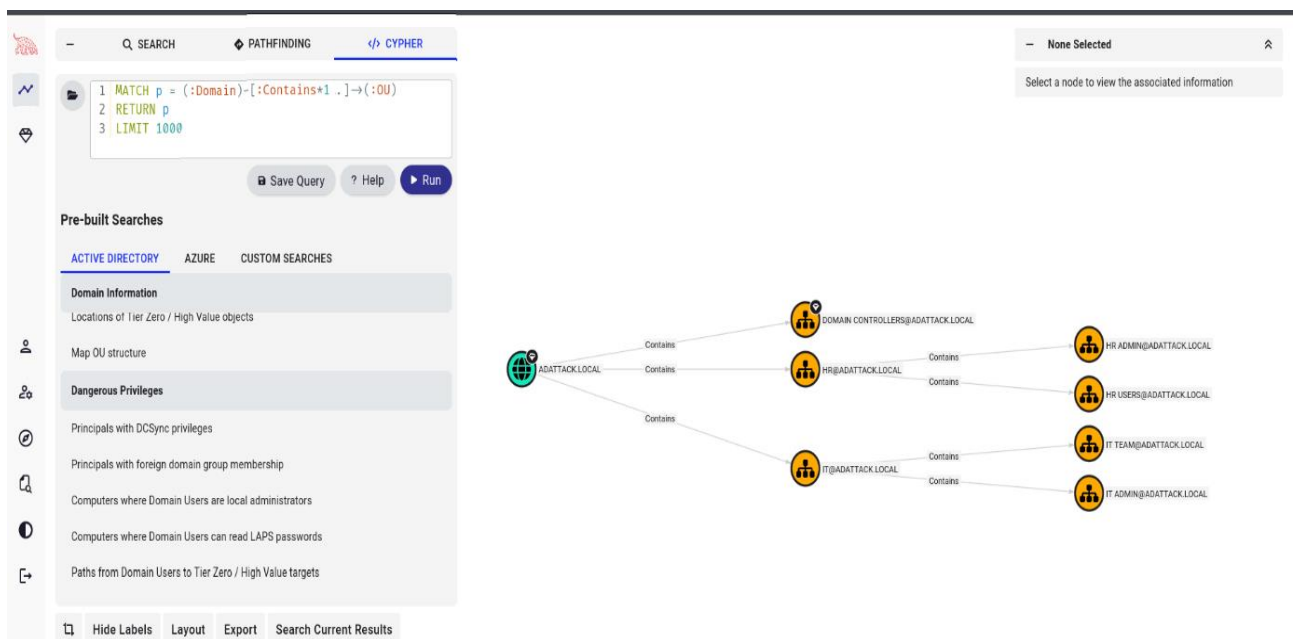 SEARCH
PATHFINDING
</> CYPHER
1 MATCH p = (:Domain)-[:Contains*1 .]→(:OU)
2 RETURN p
3 LIMIT 1000
Save Query
? Help
Run
Pre-built Searches
ACTIVE DIRECTORY
AZURE
CUSTOM SEARCHES
Domain Information
Locations of Tier Zero / High Value objects
Map OU structure
Dangerous Privileges
Principals with DCSync privileges
Principals with foreign domain group membership
Computers where Domain Users are local administrators
Computers where Domain Users can read LAPS passwords
Paths from Domain Users to Tier Zero / High Value targets
Hide Labels
Layout
Export
Search Current Results
ADATTACK.LOCAL
Contains
Contains
Contains
DOMAIN CONTROLLERS@ADATTACK.LOCAL
HR@ADATTACK.LOCAL
IT@ADATTACK.LOCAL
Contains
Contains
Contains
Contains
HR ADMIN@ADATTACK.LOCAL
HR USERS@ADATTACK.LOCAL
IT TEAM@ADATTACK.LOCAL
IT ADMIN@ADATTACK.LOCAL
None Selected
Select a node to view the associated information